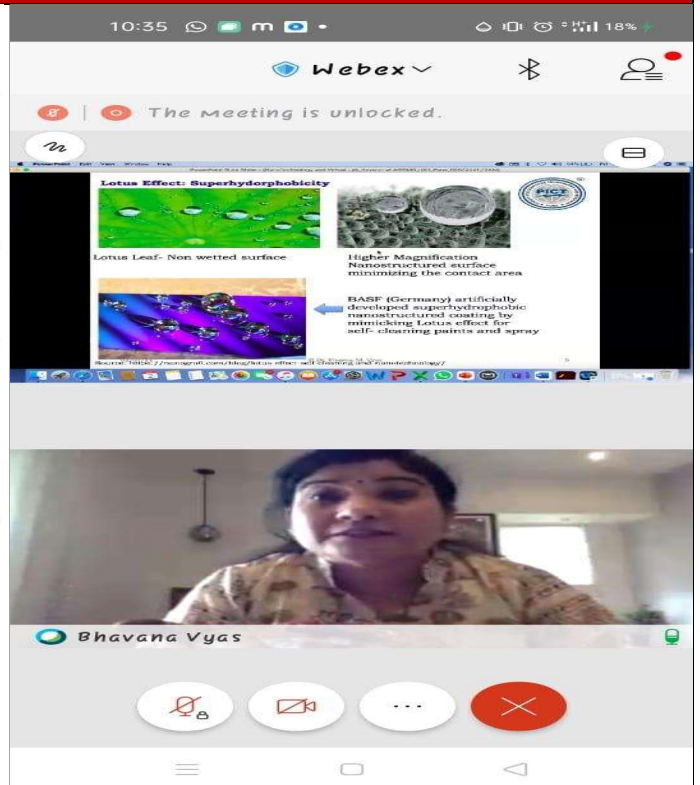 10:35
18%
Webex
The Meeting is unlocked.
Lotus Effect: Superhydorphobicity
PICT
Lotus Leaf- Non wetted surface
Higher Magnification
Nanostructured surface
minimizing the contact area
BASF (Germany) artificially
developed superhydrophobic
nanostructured coating by
mimicking Lotus effect for
self- cleaning paints and spray
5
Bhavana Vyas